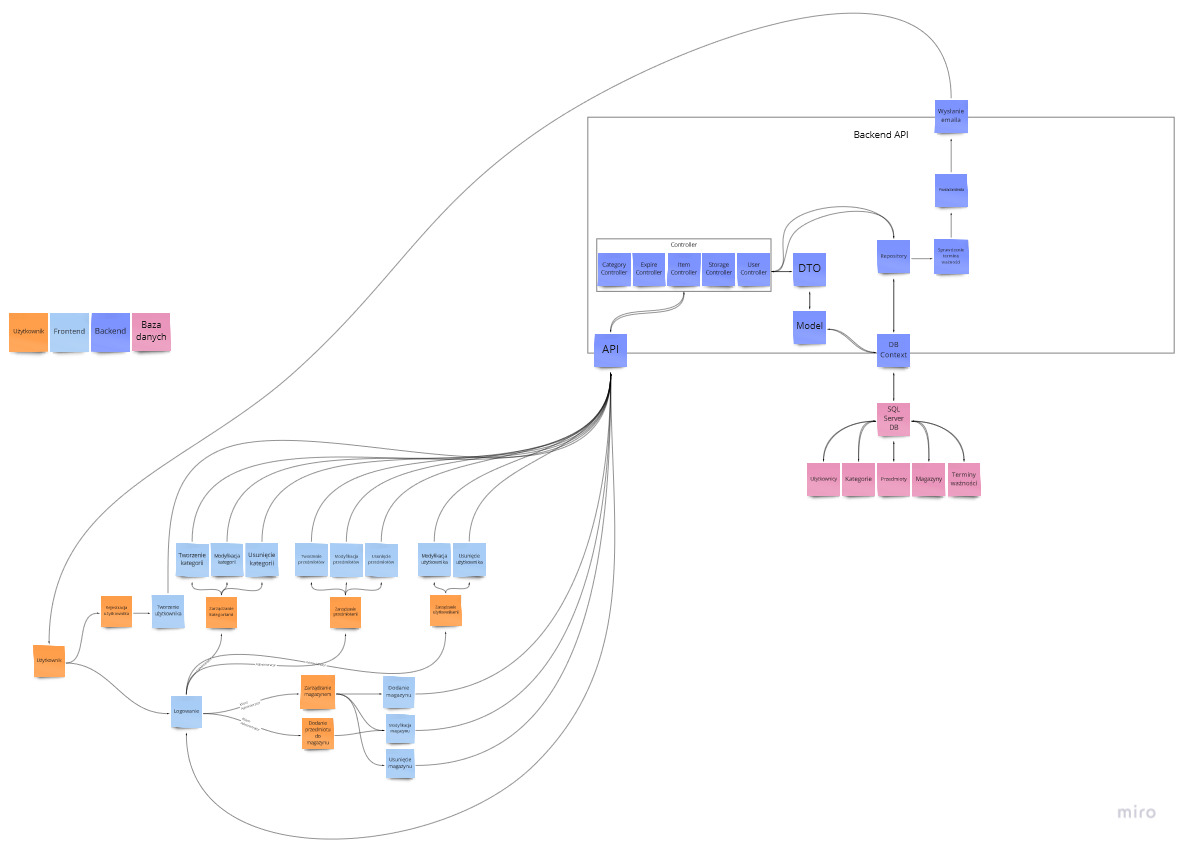 Wysłanie
emaila
Backend API
Powiadomienie
Sprawdzanie
terminu
ważności
Repository
Controller
Category
Controller
Expire
Controller
Item
Controller
Storage
Controller
User
Controller
DTO
Model
API
DB
Context
SQL
Server
DB
Użytkownicy
Kategorie
Przedmioty
Magazyny
Terminy
ważności
Użytkownik
Frontend
Backend
Baza
danych
Tworzenie
kategorii
Modyfikacja
kategorii
Usunięcie
kategorii
Tworzenie
przedmiotów
Modyfikacja
przedmiotów
Usunięcie
przedmiotów
Modyfikacja
użytkownika
Usunięcie
użytkownika
Rejestracja
użytkownika
Tworzenie
użytkownika
Zarządzanie
kategoriami
Zarządzanie
przedmiotami
Zarządzanie
użytkownikami
Użytkownik
Logowanie
Zarządzanie
magazynem
Dodanie
przedmiotu
do
magazynu
Dodanie
magazynu
Modyfikacja
magazynu
Usunięcie
magazynu
miro